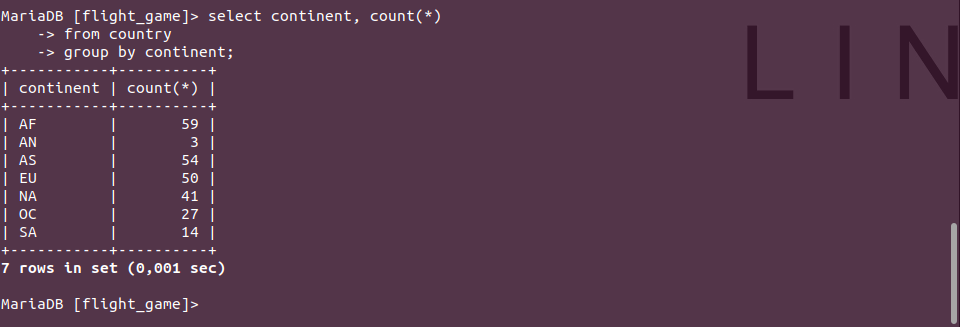 MariaDB [flight_game]> select continent, count(*)
    -> from country
    -> group by continent;
+-----------+----------+
| continent | count(*) |
+-----------+----------+
| AF        |       59 |
| AN        |        3 |
| AS        |       54 |
| EU        |       50 |
| NA        |       41 |
| OC        |       27 |
| SA        |       14 |
+-----------+----------+
7 rows in set (0,001 sec)
MariaDB [flight_game]>
L I N